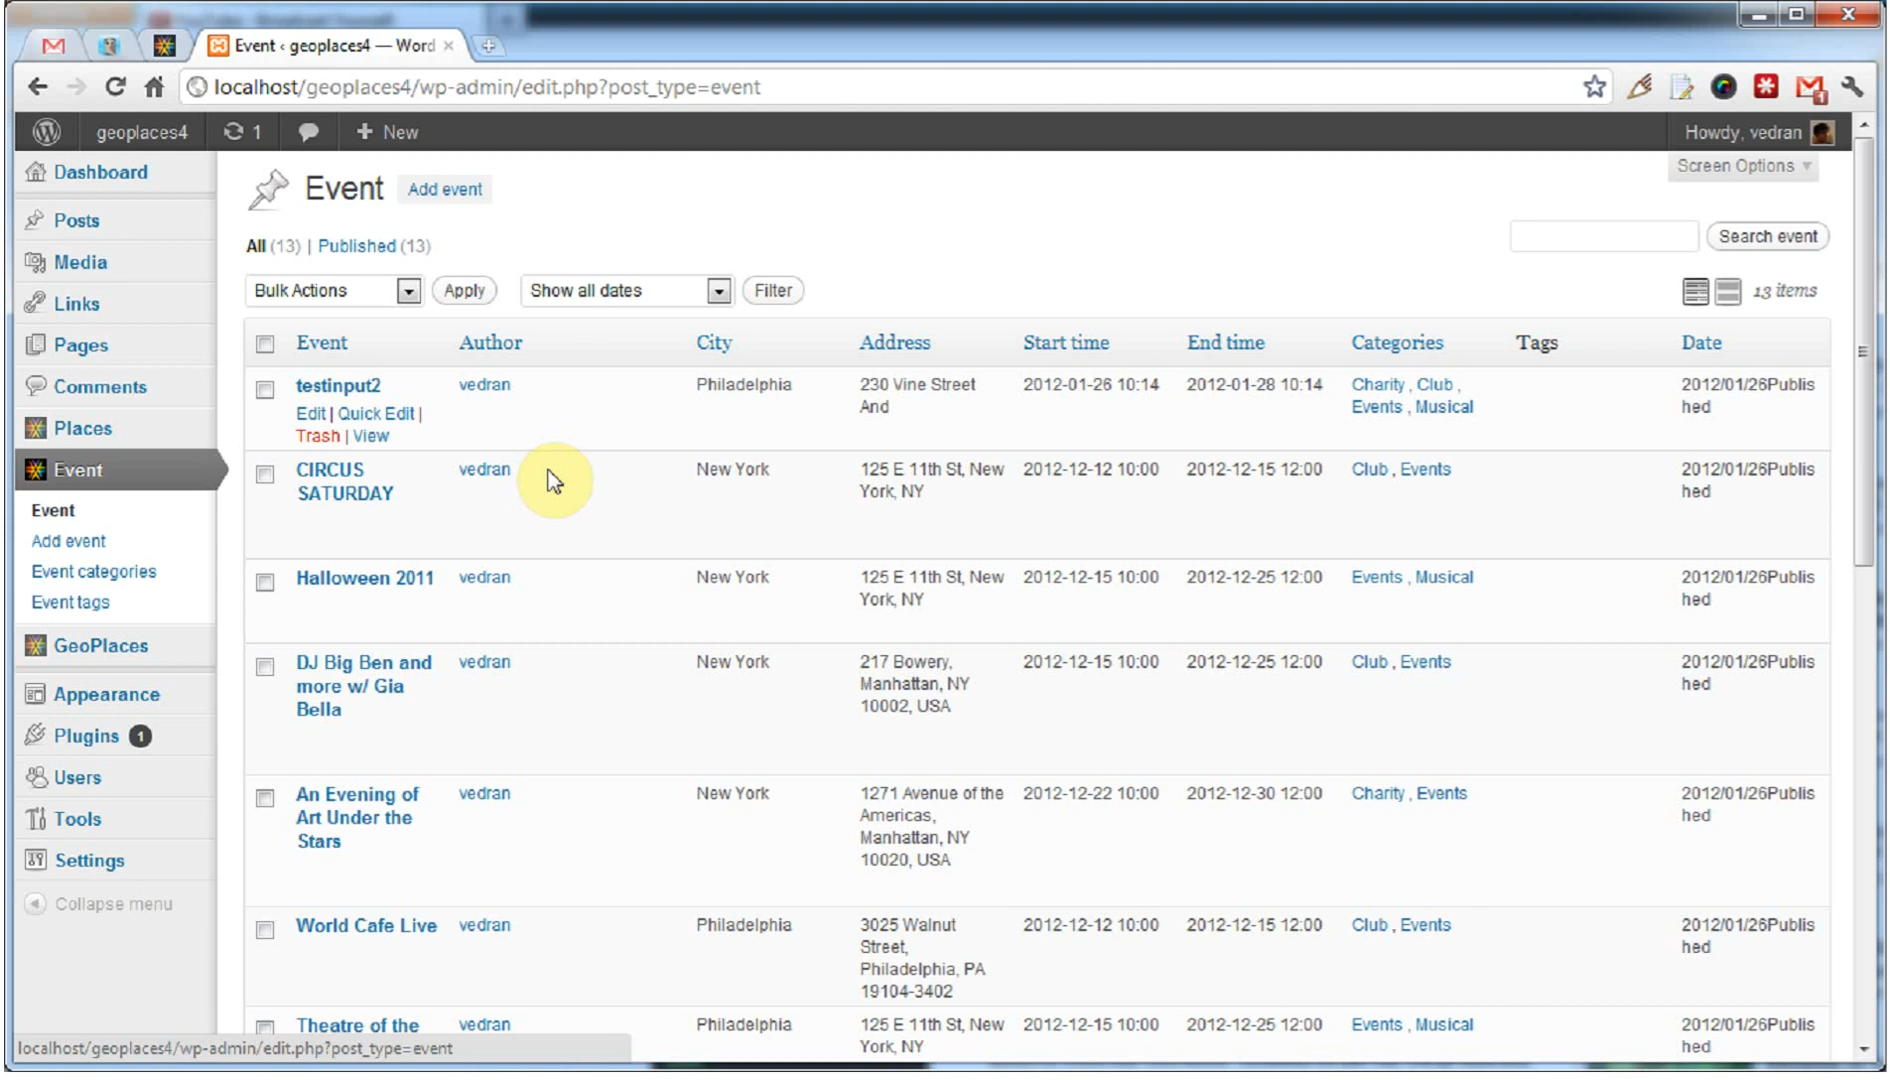 Event ‹ geoplaces4 — Word
localhost/geoplaces4/wp-admin/edit.php?post_type=event
geoplaces4 1 + New Howdy, vedran
Screen Options
Dashboard
Posts
Media
Links
Pages
Comments
Places
Event
Event
Add event
Event categories
Event tags
GeoPlaces
Appearance
Plugins 1
Users
Tools
Settings
Collapse menu
Event Add event
All (13) | Published (13)
Search event
Bulk Actions Apply Show all dates Filter
13 items
Event Author City Address Start time End time Categories Tags Date
testinput2 vedran Philadelphia 230 Vine Street 2012-01-26 10:14 2012-01-28 10:14 Charity , Club , 2012/01/26Publis
And Events , Musical hed
Edit | Quick Edit |
Trash | View
CIRCUS vedran New York 125 E 11th St, New 2012-12-12 10:00 2012-12-15 12:00 Club , Events 2012/01/26Publis
SATURDAY York, NY hed
Halloween 2011 vedran New York 125 E 11th St, New 2012-12-15 10:00 2012-12-25 12:00 Events , Musical 2012/01/26Publis
York, NY hed
DJ Big Ben and vedran New York 217 Bowery, 2012-12-15 10:00 2012-12-25 12:00 Club , Events 2012/01/26Publis
more w/ Gia Manhattan, NY hed
Bella 10002, USA
An Evening of vedran New York 1271 Avenue of the 2012-12-22 10:00 2012-12-30 12:00 Charity , Events 2012/01/26Publis
Art Under the Americas, hed
Stars Manhattan, NY
10020, USA
World Cafe Live vedran Philadelphia 3025 Walnut 2012-12-12 10:00 2012-12-15 12:00 Club , Events 2012/01/26Publis
Street, hed
Philadelphia, PA
19104-3402
Theatre of the vedran Philadelphia 125 E 11th St, New 2012-12-15 10:00 2012-12-25 12:00 Events , Musical 2012/01/26Publis
York, NY hed
localhost/geoplaces4/wp-admin/edit.php?post_type=event